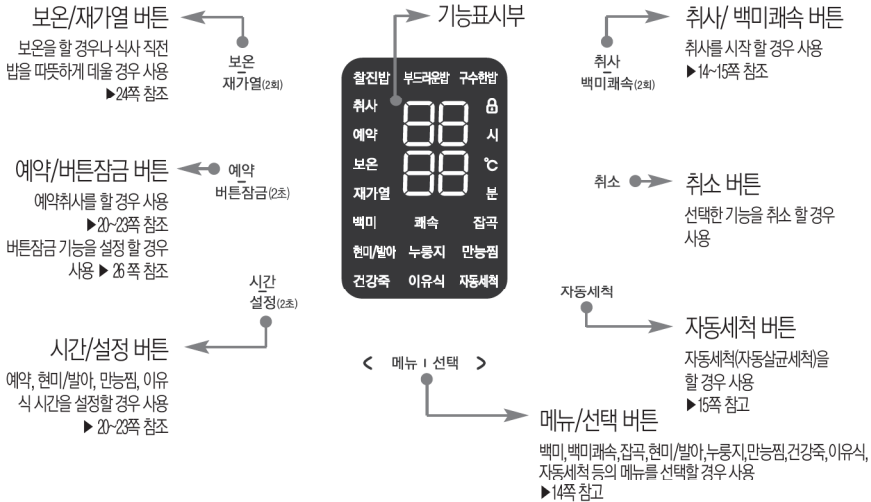 보온/재가열 버튼
보온을 할 경우나 식사 직전
밥을 따뜻하게 데울 경우 사용
▶24쪽 참조
보온
재가열(2회)
예약/버튼잠금 버튼
예약취사를 할 경우 사용
▶20~23쪽 참조
버튼잠금 기능을 설정 할 경우
사용 ▶ 26 쪽 참조
예약
버튼잠금(2초)
시간
설정(2초)
시간/설정 버튼
예약, 현미/발아, 만능찜, 이유
식 시간을 설정할 경우 사용
▶ 20~23쪽 참조
기능표시부
찰진밥 부드러운밥 구수한밥
취사 88
예약 시
보온 88 ℃
재가열 분
백미 쾌속 잡곡
현미/발아 누룽지 만능찜
건강죽 이유식 자동세척
< 메뉴 ı 선택 >
취사
백미쾌속(2회)
취사/ 백미쾌속 버튼
취사를 시작 할 경우 사용
▶14~15쪽 참조
취소
취소 버튼
선택한 기능을 취소 할 경우
사용
자동세척
자동세척 버튼
자동세척(자동살균세척)을
할 경우 사용
▶15쪽 참고
메뉴/선택 버튼
백미,백미쾌속,잡곡,현미/발아,누룽지,만능찜,건강죽,이유식,
자동세척 등의 메뉴를 선택할 경우 사용
▶14쪽 참고